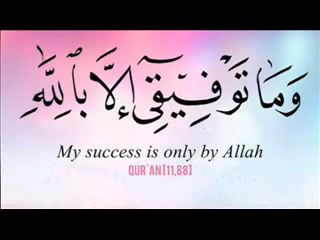 وَمَا تَوْفِيقِىٓ إِلَّا بِٱللَّهِ
My success is only by Allah
QUR'AN[11,88]